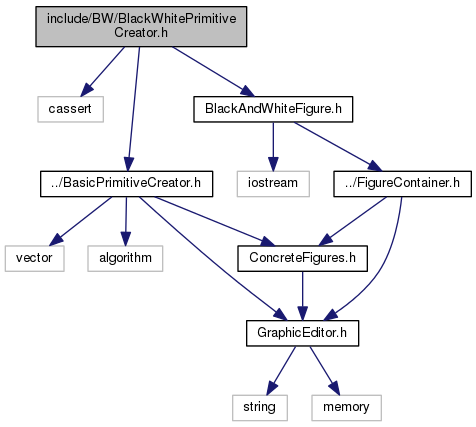 include/BW/BlackWhitePrimitive
Creator.h
cassert
BlackAndWhiteFigure.h
../BasicPrimitiveCreator.h
iostream
../FigureContainer.h
vector
algorithm
ConcreteFigures.h
GraphicEditor.h
string
memory